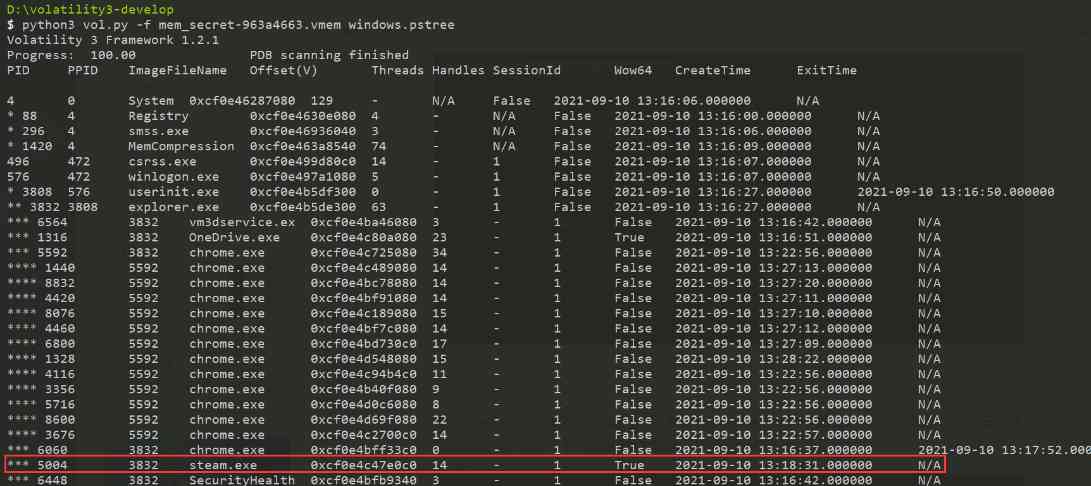 D:\volatility3-develop
$ python3 vol.py -f mem_secret-963a4663.vmem windows.pstree
Volatility 3 Framework 1.2.1
Progress:  100.00               PDB scanning finished
PID     PPID    ImageFileName   Offset(V)       Threads Handles SessionId       Wow64   CreateTime      ExitTime
4       0       System  0xcf0e46287080  129     -       N/A     False   2021-09-10 13:16:06.000000      N/A
* 88    4       Registry        0xcf0e4630e080  4       -       N/A     False   2021-09-10 13:16:00.000000      N/A
* 296   4       smss.exe        0xcf0e46936040  3       -       N/A     False   2021-09-10 13:16:06.000000      N/A
* 1420  4       MemCompression  0xcf0e463a8540  74      -       N/A     False   2021-09-10 13:16:09.000000      N/A
496     472     csrss.exe       0xcf0e499d80c0  14      -       1       False   2021-09-10 13:16:07.000000      N/A
576     472     winlogon.exe    0xcf0e497a1080  5       -       1       False   2021-09-10 13:16:07.000000      N/A
* 3808  576     userinit.exe    0xcf0e4b5df300  0       -       1       False   2021-09-10 13:16:27.000000      2021-09-10 13:16:50.000000
** 3832 3808    explorer.exe    0xcf0e4b5de300  63      -       1       False   2021-09-10 13:16:27.000000      N/A
*** 6564        3832    vm3dservice.ex  0xcf0e4ba46080  3       -       1       False   2021-09-10 13:16:42.000000      N/A
*** 1316        3832    OneDrive.exe    0xcf0e4c80a080  23      -       1       True    2021-09-10 13:16:51.000000      N/A
*** 5592        3832    chrome.exe      0xcf0e4c725080  34      -       1       False   2021-09-10 13:22:56.000000      N/A
**** 1440       5592    chrome.exe      0xcf0e4c489080  14      -       1       False   2021-09-10 13:27:13.000000      N/A
**** 8832       5592    chrome.exe      0xcf0e4bc78080  14      -       1       False   2021-09-10 13:27:20.000000      N/A
**** 4420       5592    chrome.exe      0xcf0e4bf91080  14      -       1       False   2021-09-10 13:27:11.000000      N/A
**** 8076       5592    chrome.exe      0xcf0e4c189080  15      -       1       False   2021-09-10 13:27:10.000000      N/A
**** 4460       5592    chrome.exe      0xcf0e4bf7c080  14      -       1       False   2021-09-10 13:27:12.000000      N/A
**** 6800       5592    chrome.exe      0xcf0e4bd730c0  17      -       1       False   2021-09-10 13:27:09.000000      N/A
**** 1328       5592    chrome.exe      0xcf0e4d548080  15      -       1       False   2021-09-10 13:28:22.000000      N/A
**** 4116       5592    chrome.exe      0xcf0e4c94b4c0  11      -       1       False   2021-09-10 13:22:56.000000      N/A
**** 3356       5592    chrome.exe      0xcf0e4b40f080  9       -       1       False   2021-09-10 13:22:56.000000      N/A
**** 5716       5592    chrome.exe      0xcf0e4d0c6080  8       -       1       False   2021-09-10 13:22:56.000000      N/A
**** 8600       5592    chrome.exe      0xcf0e4d69f080  22      -       1       False   2021-09-10 13:22:56.000000      N/A
**** 3676       5592    chrome.exe      0xcf0e4c2700c0  14      -       1       False   2021-09-10 13:22:57.000000      N/A
*** 6060        3832    chrome.exe      0xcf0e4bff33c0  0       -       1       False   2021-09-10 13:16:37.000000      2021-09-10 13:17:52.000
*** 5004        3832    steam.exe       0xcf0e4c47e0c0  14      -       1       True    2021-09-10 13:18:31.000000      N/A
*** 6448        3832    SecurityHealth  0xcf0e4bfb9340  3       -       1       False   2021-09-10 13:16:42.000000      N/A